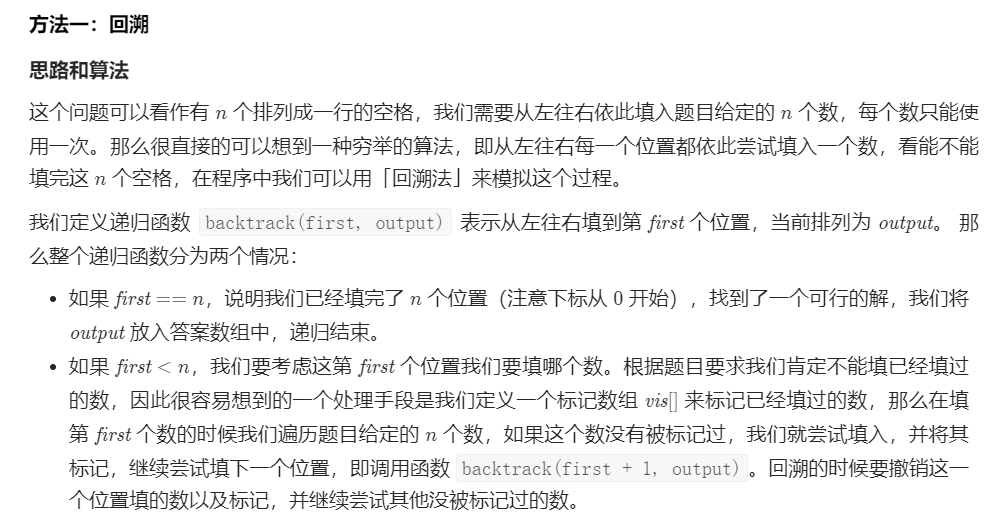 方法一：回溯
思路和算法
这个问题可以看作有 n 个排列成一行的空格，我们需要从左往右依此填入题目给定的 n 个数，每个数只能使
用一次。那么很直接的可以想到一种穷举的算法，即从左往右每一个位置都依此尝试填入一个数，看能不能
填完这 n 个空格，在程序中我们可以用「回溯法」来模拟这个过程。
我们定义递归函数 backtrack(first, output) 表示从左往右填到第 first 个位置，当前排列为 output。 那
么整个递归函数分为两个情况：
• 如果 first == n，说明我们已经填完了 n 个位置（注意下标从 0 开始），找到了一个可行的解，我们将
output 放入答案数组中，递归结束。
• 如果 first < n，我们要考虑这第 first 个位置我们要填哪个数。根据题目要求我们肯定不能填已经填过
的数，因此很容易想到的一个处理手段是我们定义一个标记数组 vis[] 来标记已经填过的数，那么在填
第 first 个数的时候我们遍历题目给定的 n 个数，如果这个数没有被标记过，我们就尝试填入，并将其
标记，继续尝试填下一个位置，即调用函数 backtrack(first + 1, output)。回溯的时候要撤销这一
个位置填的数以及标记，并继续尝试其他没被标记过的数。